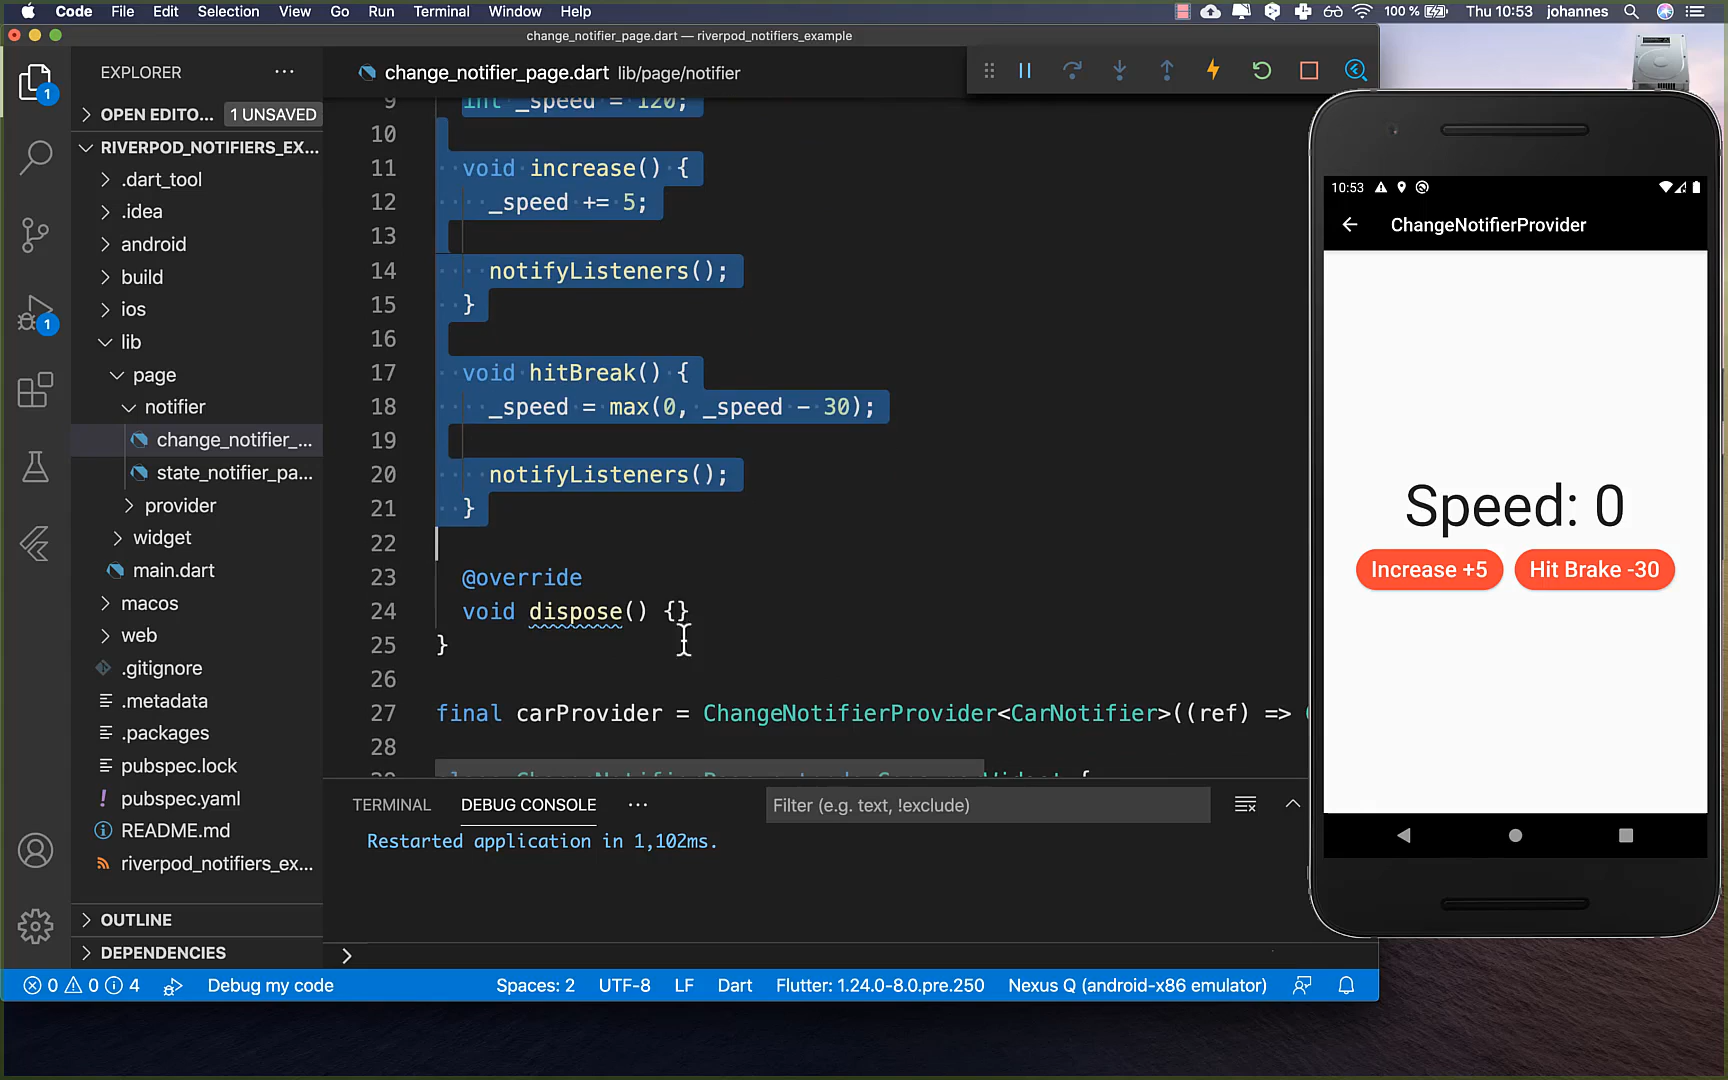 Code File Edit Selection View Go Run Terminal Window Help 100 % Thu 10:53 johannes
change_notifier_page.dart — riverpod_notifiers_example
EXPLORER
OPEN EDITO... 1 UNSAVED
RIVERPOD_NOTIFIERS_EX...
.dart_tool
.idea
android
build
ios
lib
page
notifier
change_notifier_...
state_notifier_pa...
provider
widget
main.dart
macos
web
.gitignore
.metadata
.packages
pubspec.lock
pubspec.yaml
README.md
riverpod_notifiers_ex...
OUTLINE
DEPENDENCIES
1
1
change_notifier_page.dart lib/page/notifier
9 int _speed = 120;
10
11 void increase() {
12 _speed += 5;
13
14 notifyListeners();
15 }
16
17 void hitBreak() {
18 _speed = max(0, _speed - 30);
19
20 notifyListeners();
21 }
22
23 @override
24 void dispose() {}
25 }
26
27 final carProvider = ChangeNotifierProvider<CarNotifier>((ref) =>
28
TERMINAL DEBUG CONSOLE Filter (e.g. text, !exclude)
Restarted application in 1,102ms.
0 0 4 Debug my code Spaces: 2 UTF-8 LF Dart Flutter: 1.24.0-8.0.pre.250 Nexus Q (android-x86 emulator)
10:53
ChangeNotifierProvider
Speed: 0
Increase +5 Hit Brake -30